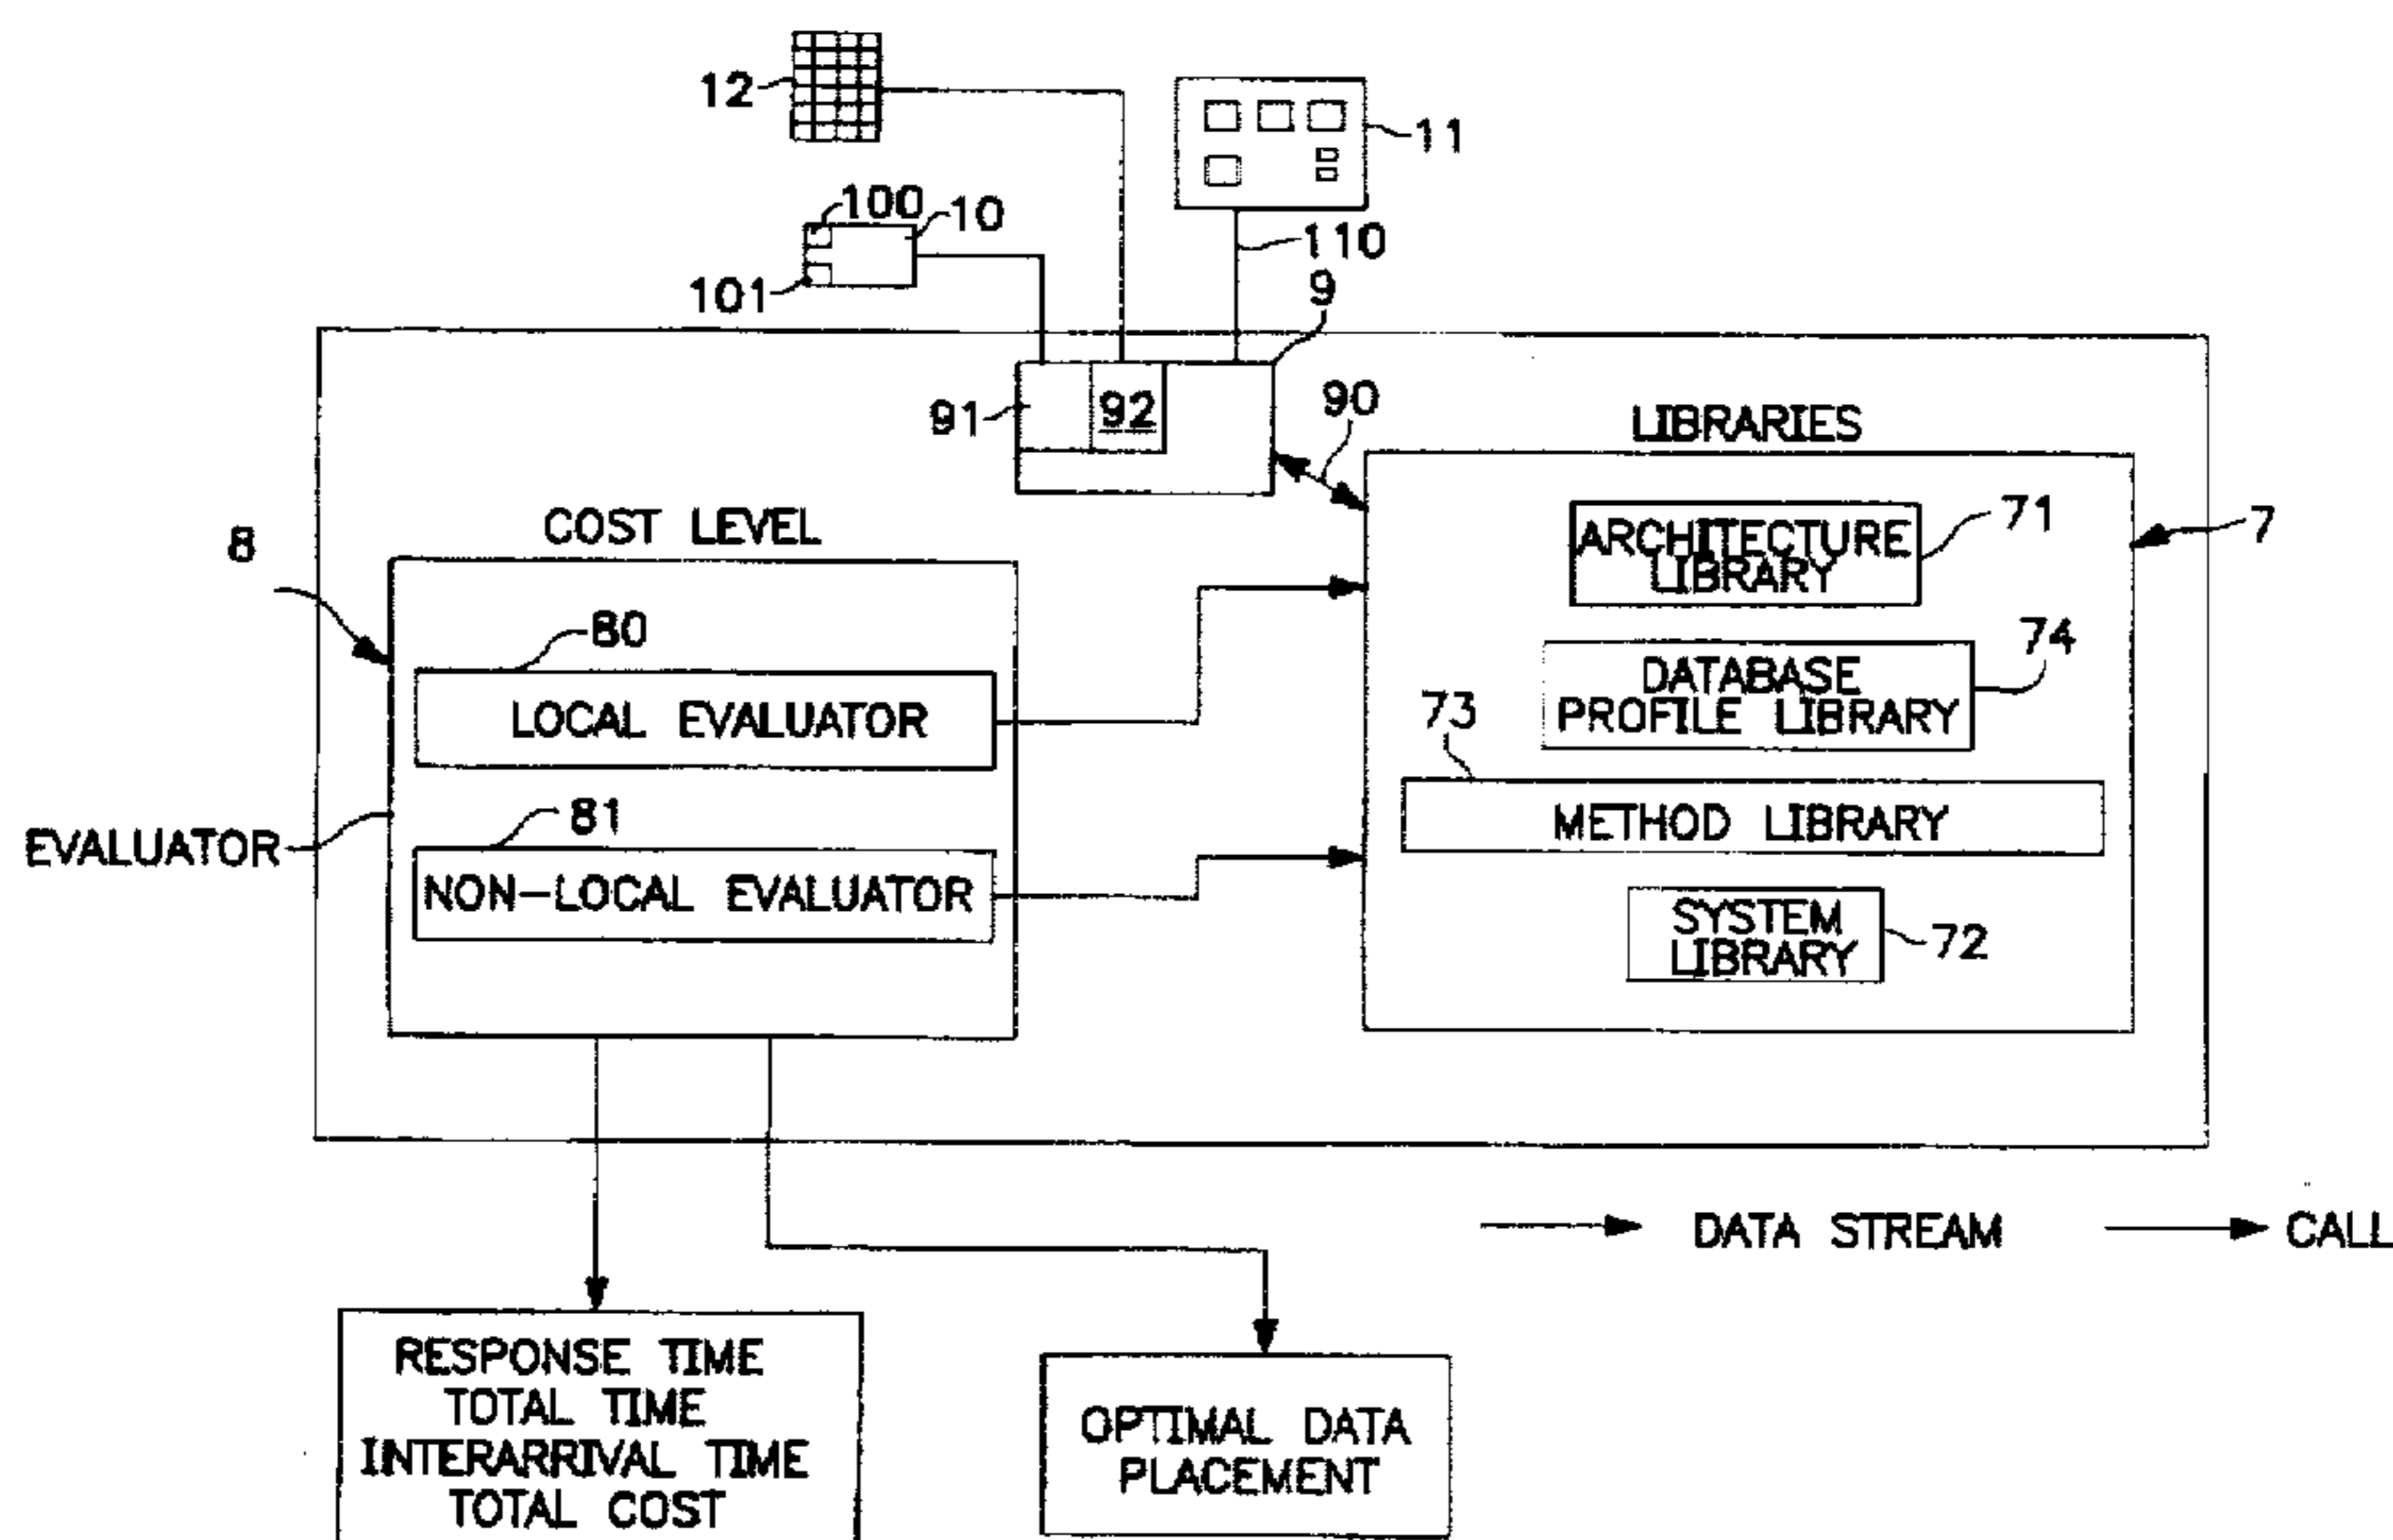 12
11
100
10
110
101
9
91
92
90
LIBRARIES
8
COST LEVEL
ARCHITECTURE
LIBRARY
71
7
80
LOCAL EVALUATOR
DATABASE
PROFILE LIBRARY
74
73
METHOD LIBRARY
EVALUATOR
81
NON-LOCAL EVALUATOR
SYSTEM
LIBRARY
72
DATA STREAM
CALL
RESPONSE TIME
TOTAL TIME
INTERARRIVAL TIME
TOTAL COST
OPTIMAL DATA
PLACEMENT